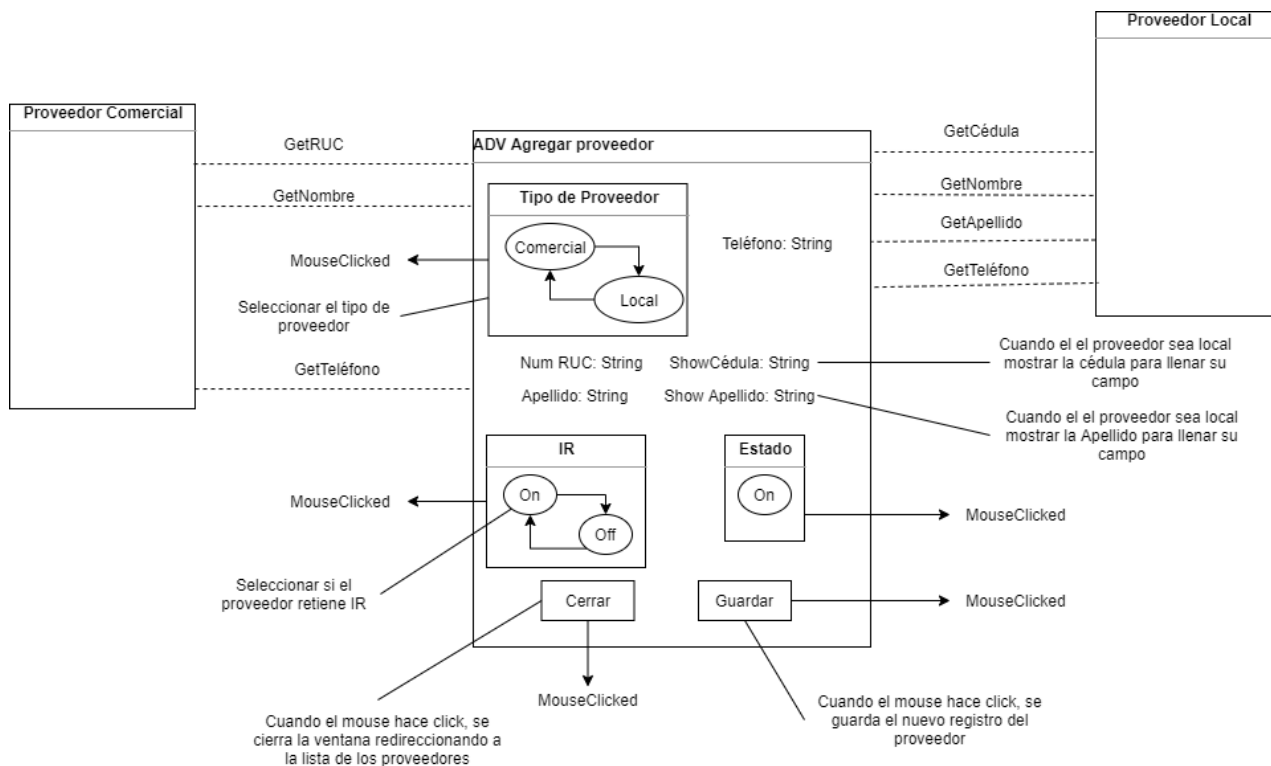 Proveedor Local
Proveedor Comercial
GetRUC
GetNombre
GetTeléfono
ADV Agregar proveedor
Tipo de Proveedor
Comercial
Local
Teléfono: String
GetCédula
GetNombre
GetApellido
GetTeléfono
MouseClicked
Seleccionar el tipo de
proveedor
Num RUC: String
ShowCédula: String
Apellido: String
Show Apellido: String
Cuando el el proveedor sea local
mostrar la cédula para llenar su
campo
Cuando el el proveedor sea local
mostrar la Apellido para llenar su
campo
IR
On
Off
Estado
On
MouseClicked
MouseClicked
Seleccionar si el
proveedor retiene IR
Cerrar
Guardar
MouseClicked
MouseClicked
Cuando el mouse hace click, se
cierra la ventana redireccionando a
la lista de los proveedores
Cuando el mouse hace click, se
guarda el nuevo registro del
proveedor